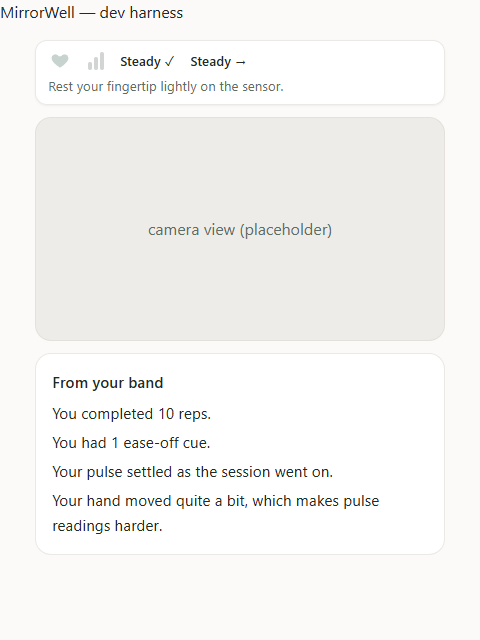 MirrorWell — dev harness
Steady ✓ Steady →
Rest your fingertip lightly on the sensor.
camera view (placeholder)
From your band
You completed 10 reps.
You had 1 ease-off cue.
Your pulse settled as the session went on.
Your hand moved quite a bit, which makes pulse
readings harder.